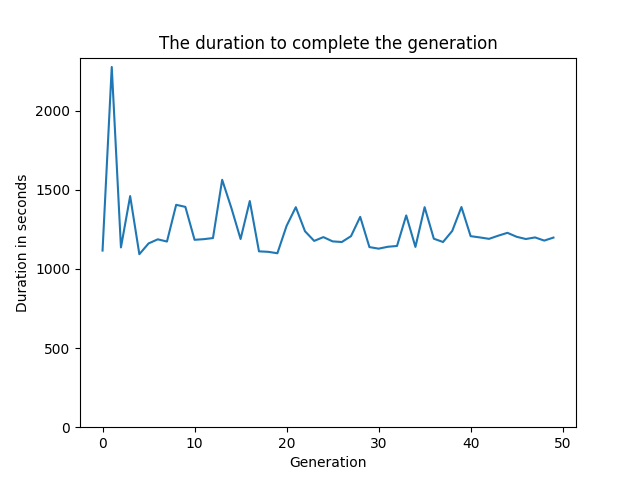 The duration to complete the generation
Duration in seconds
2000
1500
1000
500
0
0 10 20 30 40 50
Generation